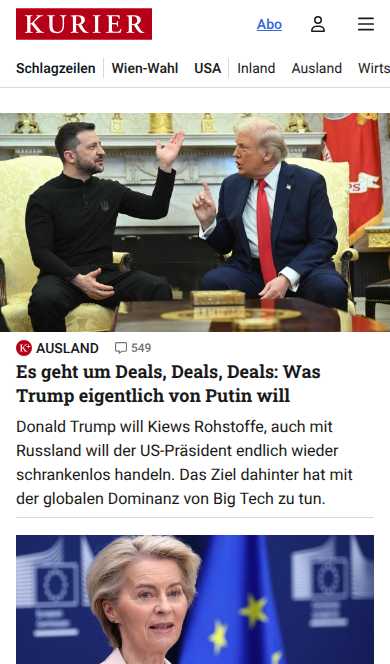 KURIER
Abo
Schlagzeilen Wien-Wahl USA Inland Ausland Wirts
K+ AUSLAND 549
Es geht um Deals, Deals, Deals: Was
Trump eigentlich von Putin will
Donald Trump will Kiews Rohstoffe, auch mit
Russland will der US-Präsident endlich wieder
schrankenlos handeln. Das Ziel dahinter hat mit
der globalen Dominanz von Big Tech zu tun.